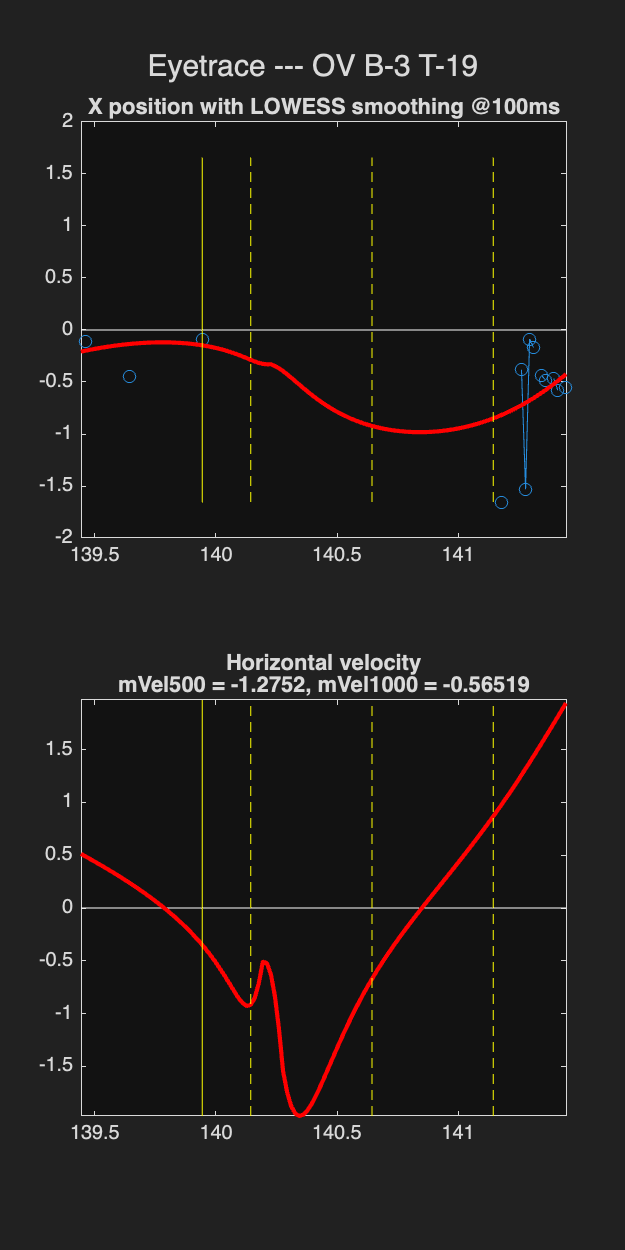 Eyetrace --- OV B-3 T-19
X position with LOWESS smoothing @100ms
2
1.5
1
0.5
0
-0.5
-1
-1.5
-2
139.5 140 140.5 141
Horizontal velocity
mVel500 = -1.2752, mVel1000 = -0.56519
1.5
1
0.5
0
-0.5
-1
-1.5
139.5 140 140.5 141